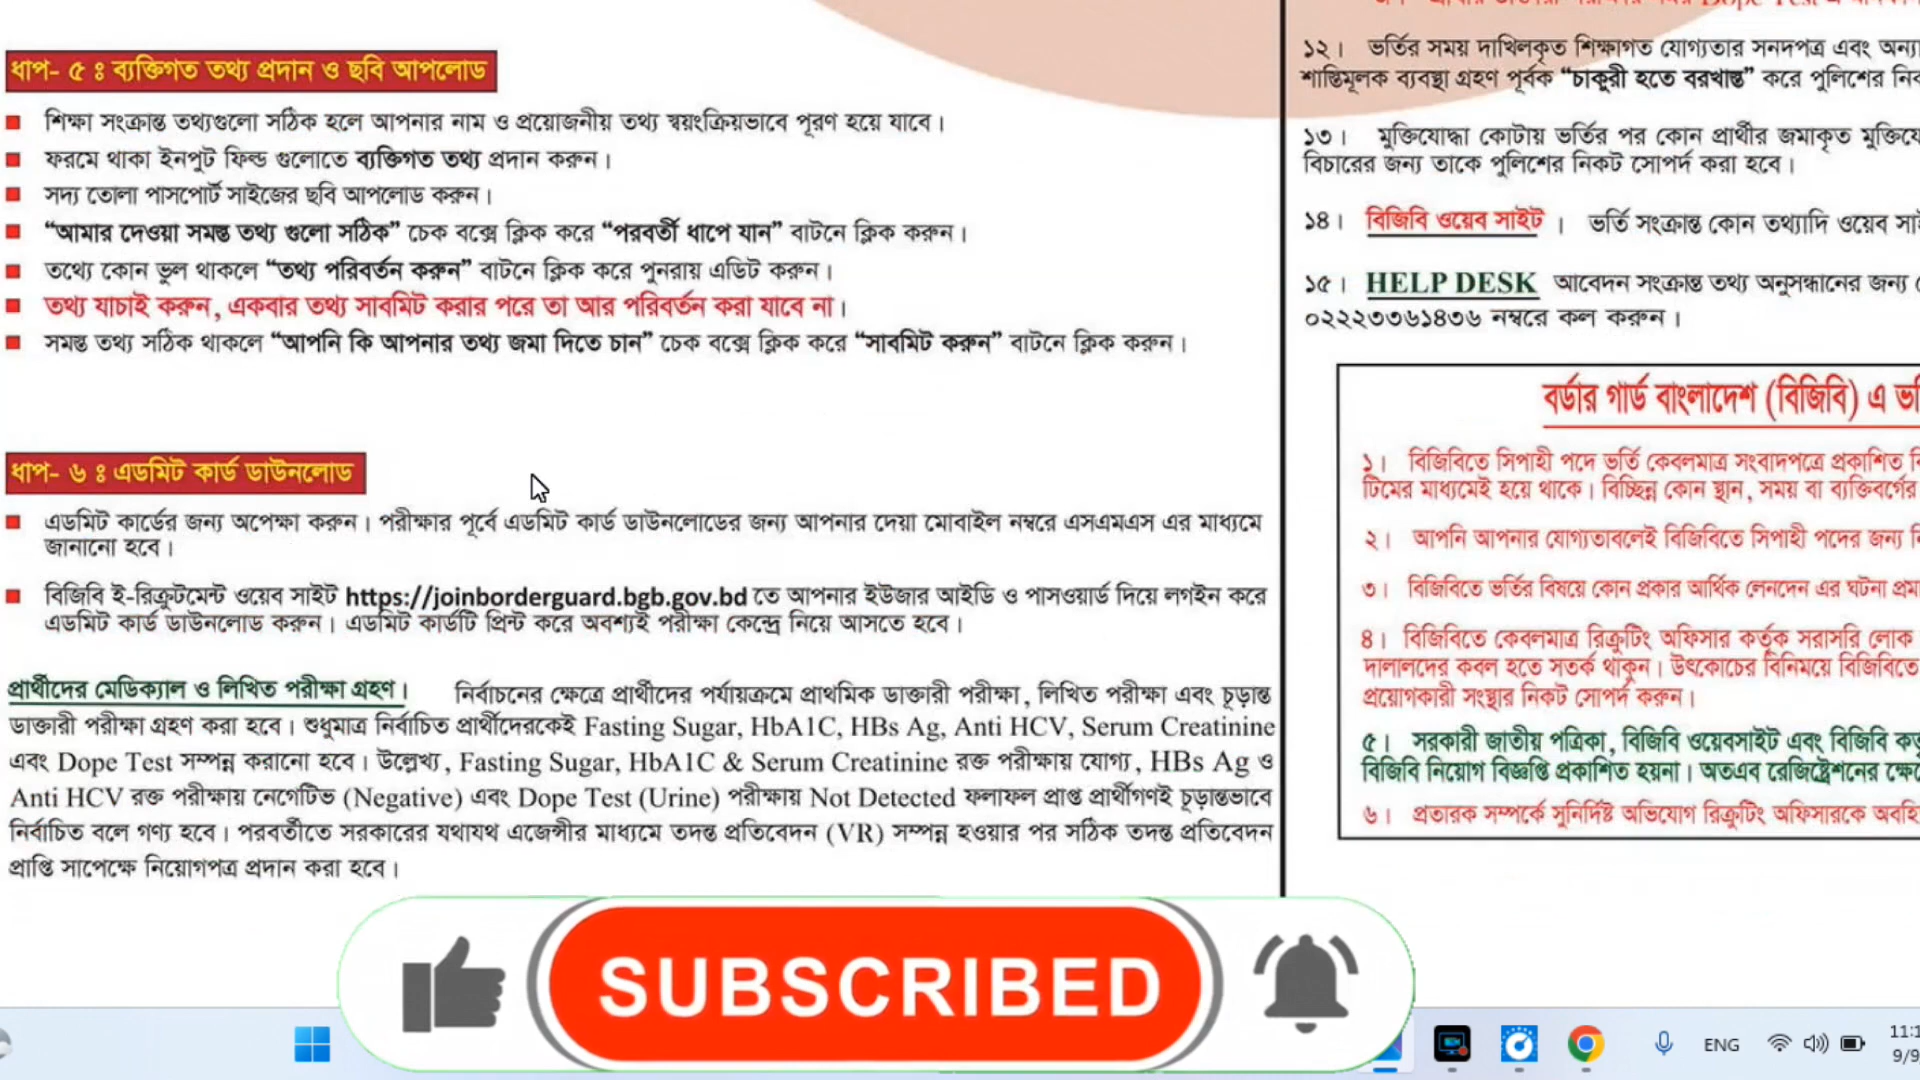 ধাপ- ৫ ঃ ব্যক্তিগত তথ্য প্রদান ও ছবি আপলোড
শিক্ষা সংক্রান্ত তথ্যগুলো সঠিক হলে আপনার নাম ও প্রয়োজনীয় তথ্য স্বয়ংক্রিয়ভাবে পূরণ হয়ে যাবে।
ফরমে থাকা ইনপুট ফিল্ড গুলোতে ব্যক্তিগত তথ্য প্রদান করুন।
সদ্য তোলা পাসপোর্ট সাইজের ছবি আপলোড করুন।
“আমার দেওয়া সমস্ত তথ্য গুলো সঠিক” চেক বক্সে ক্লিক করে “পরবর্তী ধাপে যান” বাটনে ক্লিক করুন।
তথ্যে কোন ভুল থাকলে “তথ্য পরিবর্তন করুন” বাটনে ক্লিক করে পুনরায় এডিট করুন।
তথ্য যাচাই করুন, একবার তথ্য সাবমিট করার পরে তা আর পরিবর্তন করা যাবে না।
সমস্ত তথ্য সঠিক থাকলে “আপনি কি আপনার তথ্য জমা দিতে চান” চেক বক্সে ক্লিক করে “সাবমিট করুন” বাটনে ক্লিক করুন।
ধাপ- ৬ ঃ এডমিট কার্ড ডাউনলোড
এডমিট কার্ডের জন্য অপেক্ষা করুন। পরীক্ষার পূর্বে এডমিট কার্ড ডাউনলোডের জন্য আপনার দেয়া মোবাইল নম্বরে এসএমএস এর মাধ্যমে
জানানো হবে।
বিজিবি ই-রিক্রুটমেন্ট ওয়েব সাইট https://joinborderguard.bgb.gov.bd তে আপনার ইউজার আইডি ও পাসওয়ার্ড দিয়ে লগইন করে
এডমিট কার্ড ডাউনলোড করুন। এডমিট কার্ডটি প্রিন্ট করে অবশ্যই পরীক্ষা কেন্দ্রে নিয়ে আসতে হবে।
প্রার্থীদের মেডিক্যাল ও লিখিত পরীক্ষা গ্রহণ। নির্বাচনের ক্ষেত্রে প্রার্থীদের পর্যায়ক্রমে প্রাথমিক ডাক্তারী পরীক্ষা, লিখিত পরীক্ষা এবং চূড়ান্ত
ডাক্তারী পরীক্ষা গ্রহণ করা হবে। শুধুমাত্র নির্বাচিত প্রার্থীদেরকেই Fasting Sugar, HbA1C, HBs Ag, Anti HCV, Serum Creatinine
এবং Dope Test সম্পন্ন করানো হবে। উল্লেখ্য, Fasting Sugar, HbA1C & Serum Creatinine রক্ত পরীক্ষায় যোগ্য, HBs Ag ও
Anti HCV রক্ত পরীক্ষায় নেগেটিভ (Negative) এবং Dope Test (Urine) পরীক্ষায় Not Detected ফলাফল প্রাপ্ত প্রার্থীগণই চূড়ান্তভাবে
নির্বাচিত বলে গণ্য হবে। পরবর্তীতে সরকারের যথাযথ এজেন্সীর মাধ্যমে তদন্ত প্রতিবেদন (VR) সম্পন্ন হওয়ার পর সঠিক তদন্ত প্রতিবেদন
প্রাপ্তি সাপেক্ষে নিয়োগপত্র প্রদান করা হবে।
১২। ভর্তির সময় দাখিলকৃত শিক্ষাগত যোগ্যতার সনদপত্র এবং
শাস্তিমূলক ব্যবস্থা গ্রহণ পূর্বক “চাকুরী হতে বরখাস্ত” করে পুলিশের
১৩। মুক্তিযোদ্ধা কোটায় ভর্তির পর কোন প্রার্থীর জমাকৃত
বিচারের জন্য তাকে পুলিশের নিকট সোপর্দ করা হবে।
১৪। বিজিবি ওয়েব সাইট । ভর্তি সংক্রান্ত কোন তথ্যাদি ওয়েব
১৫। HELP DESK আবেদন সংক্রান্ত তথ্য অনুসন্ধানের জন্য
০২২২৩৩৬১৪৩৬ নম্বরে কল করুন।
বর্ডার গার্ড বাংলাদেশ (বিজিবি) এ
১। বিজিবিতে সিপাহী পদে ভর্তি কেবলমাত্র সংবাদপত্রে প্রকাশিত
টিমের মাধ্যমেই হয়ে থাকে। বিচ্ছিন্ন কোন স্থান, সময় বা ব্যক্তিবর্গের
২। আপনি আপনার যোগ্যতাবলেই বিজিবিতে সিপাহী পদের জন্য
৩। বিজিবিতে ভর্তির বিষয়ে কোন প্রকার আর্থিক লেনদেন এর ঘটনা
৪। বিজিবিতে কেবলমাত্র রিক্রুটিং অফিসার কর্তৃক সরাসরি লোক
দালালদের কবল হতে সতর্ক থাকুন। উৎকোচের বিনিময়ে বিজিবিতে
প্রয়োগকারী সংস্থার নিকট সোপর্দ করুন।
৫। সরকারী জাতীয় পত্রিকা, বিজিবি ওয়েবসাইট এবং বিজিবি
বিজিবি নিয়োগ বিজ্ঞপ্তি প্রকাশিত হয়না। অতএব রেজিষ্ট্রেশনের
৬। প্রতারক সম্পর্কে সুনির্দিষ্ট অভিযোগ রিক্রুটিং অফিসারকে
SUBSCRIBED
ENG